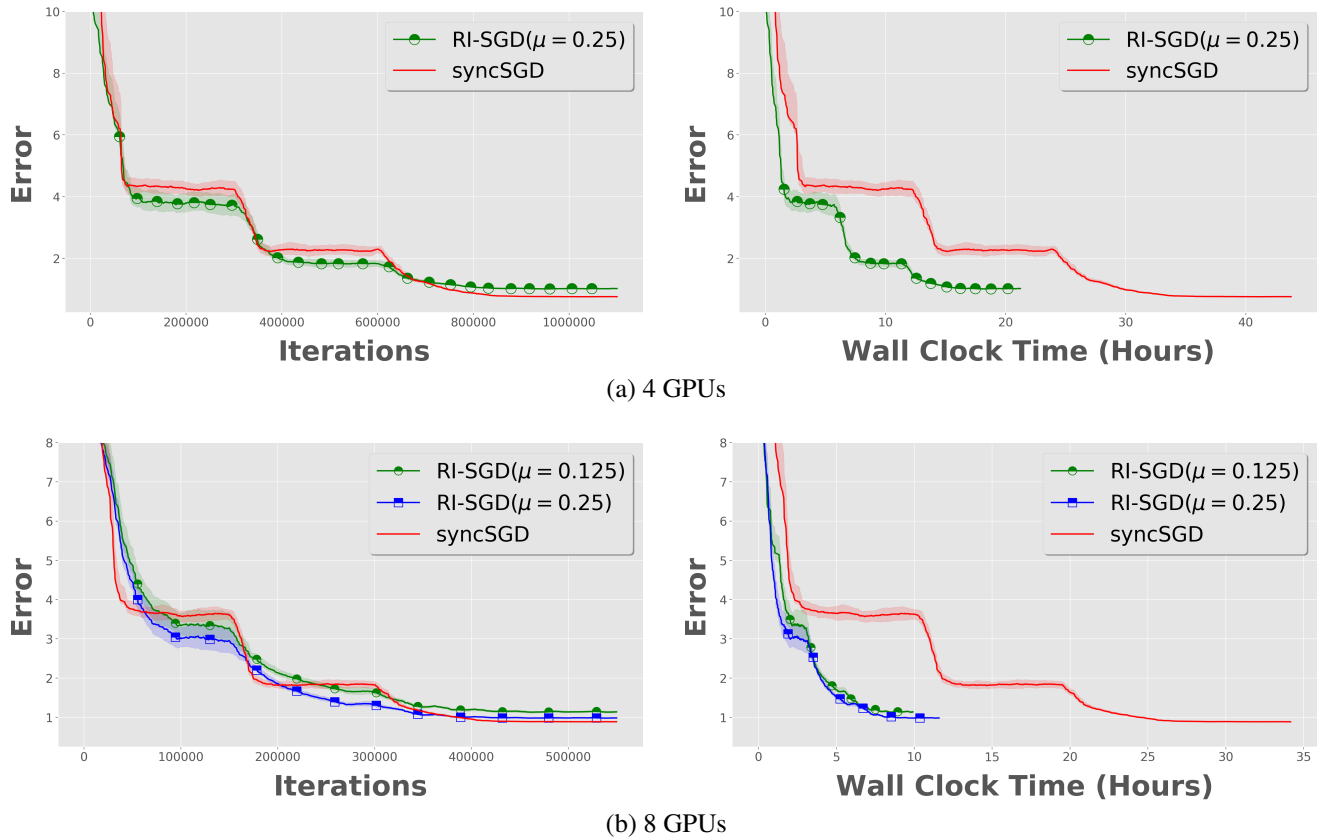 10
8
6
4
2
Error
0
200000
400000
600000
800000
1000000
Iterations
RI-SGD(μ = 0.25)
syncSGD
10
8
6
4
2
Error
0
10
20
30
40
Wall Clock Time (Hours)
RI-SGD(μ = 0.25)
syncSGD
(a) 4 GPUs
8
7
6
5
4
3
2
1
Error
0
100000
200000
300000
400000
500000
Iterations
RI-SGD(μ = 0.125)
RI-SGD(μ = 0.25)
syncSGD
8
7
6
5
4
3
2
1
Error
0
5
10
15
20
25
30
35
Wall Clock Time (Hours)
RI-SGD(μ = 0.125)
RI-SGD(μ = 0.25)
syncSGD
(b) 8 GPUs